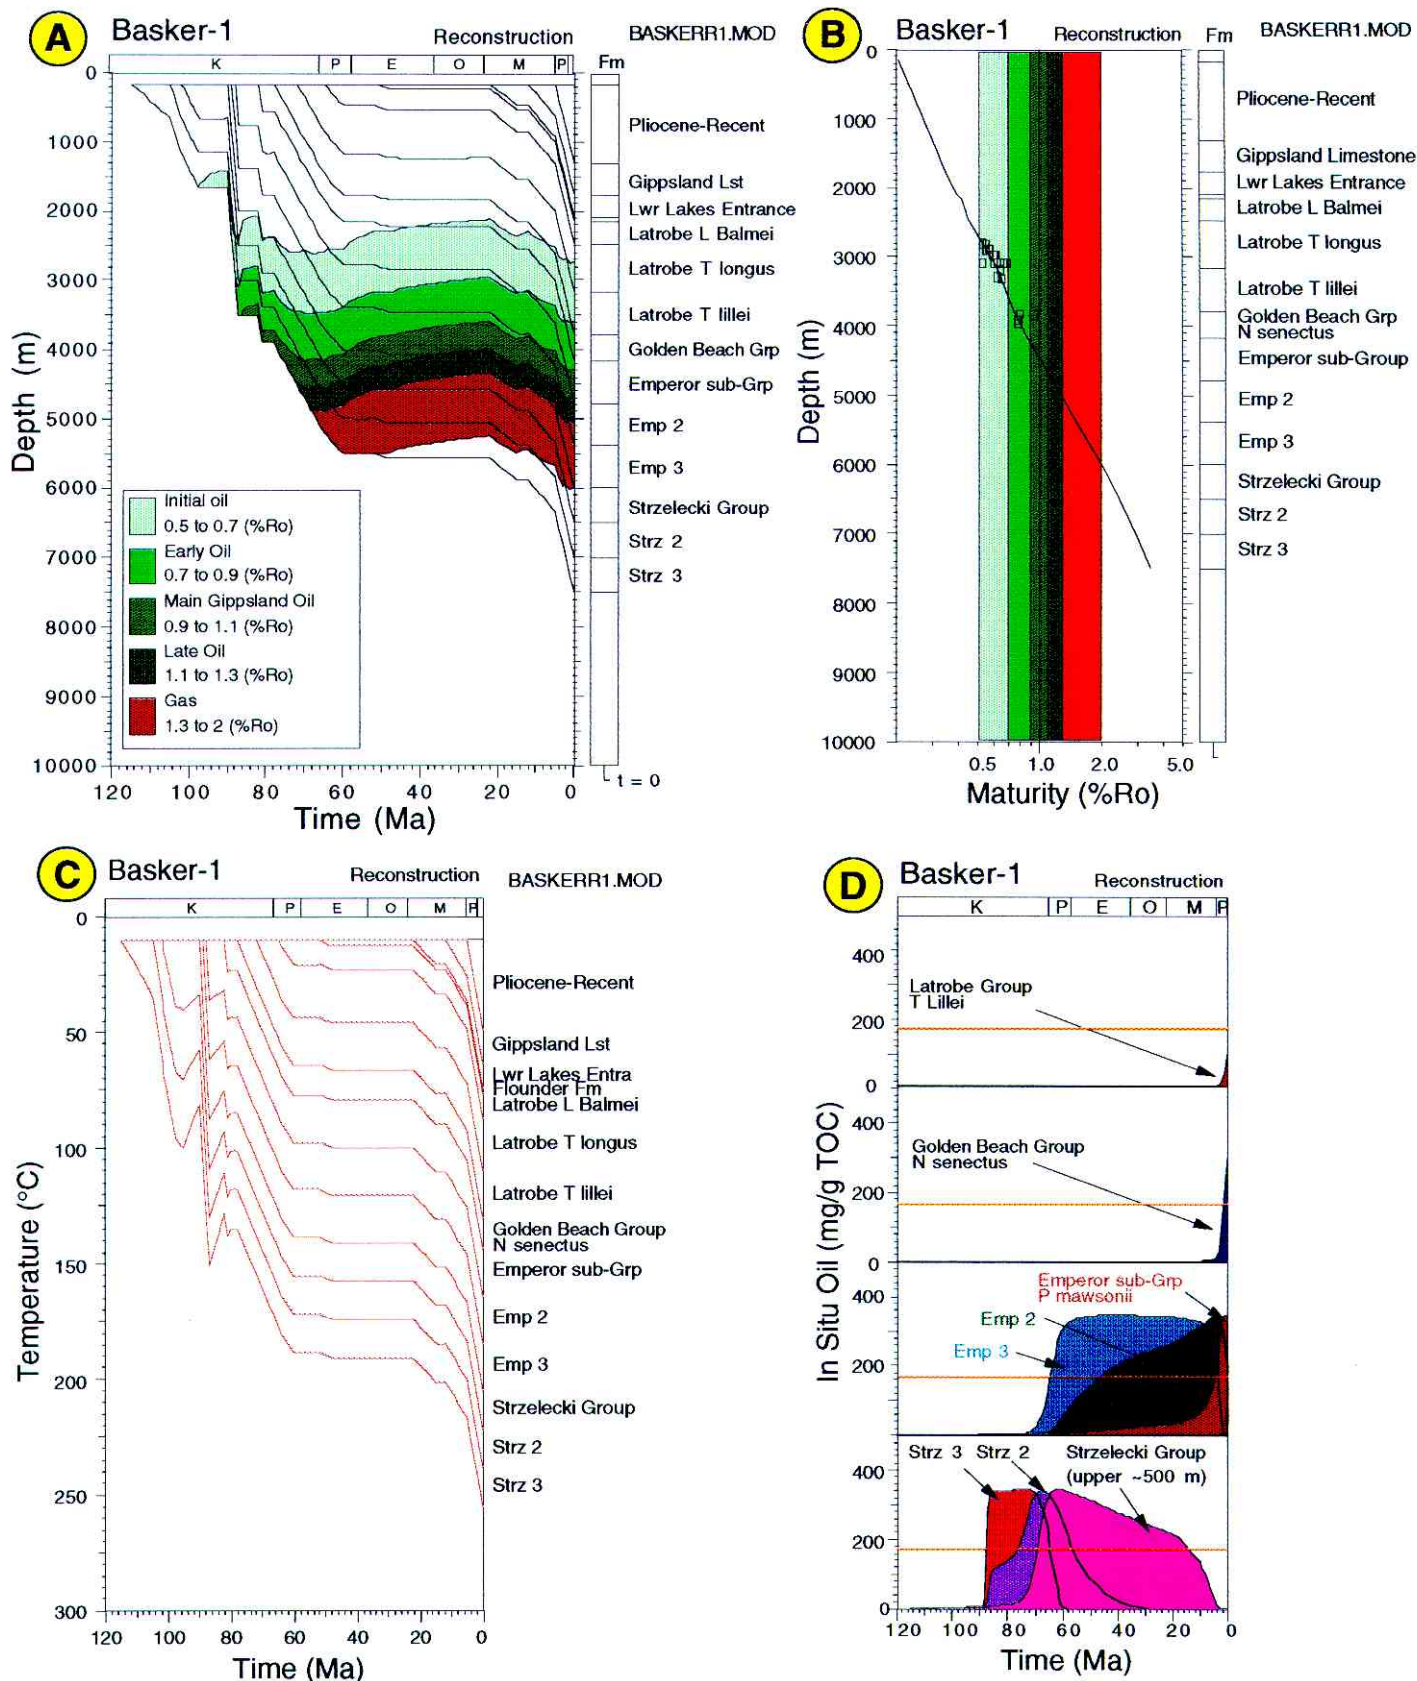 A
Basker-1
Reconstruction
BASKERR1.MOD
K
P
E
O
M
P
Fm
0
1000
2000
3000
4000
5000
6000
7000
8000
9000
10000
Depth (m)
Pliocene-Recent
Gippsland Lst
Lwr Lakes Entrance
Latrobe L Balmei
Latrobe T longus
Latrobe T lillei
Golden Beach Grp
Emperor sub-Grp
Emp 2
Emp 3
Strzelecki Group
Strz 2
Strz 3
Initial oil
0.5 to 0.7 (%Ro)
Early Oil
0.7 to 0.9 (%Ro)
Main Gippsland Oil
0.9 to 1.1 (%Ro)
Late Oil
1.1 to 1.3 (%Ro)
Gas
1.3 to 2 (%Ro)
t = 0
120 100 80 60 40 20 0
Time (Ma)
B
Basker-1
Reconstruction
BASKERR1.MOD
Fm
0
1000
2000
3000
4000
5000
6000
7000
8000
9000
10000
Depth (m)
Pliocene-Recent
Gippsland Limestone
Lwr Lakes Entrance
Latrobe L Balmei
Latrobe T longus
Latrobe T lillei
Golden Beach Grp
N senectus
Emperor sub-Group
Emp 2
Emp 3
Strzelecki Group
Strz 2
Strz 3
0.5 1.0 2.0 5.0
Maturity (%Ro)
C
Basker-1
Reconstruction
BASKERR1.MOD
K
P
E
O
M
P
0
50
100
150
200
250
300
Temperature (°C)
Pliocene-Recent
Gippsland Lst
Lwr Lakes Entra
Flounder Fm
Latrobe L Balmei
Latrobe T longus
Latrobe T lillei
Golden Beach Group
N senectus
Emperor sub-Grp
Emp 2
Emp 3
Strzelecki Group
Strz 2
Strz 3
120 100 80 60 40 20 0
Time (Ma)
D
Basker-1
Reconstruction
K
P
E
O
M
P
In Situ Oil (mg/g TOC)
400
200
0
Latrobe Group
T Lillei
400
200
0
Golden Beach Group
N senectus
400
200
Emperor sub-Grp
P mawsonii
Emp 2
Emp 3
400
200
0
Strz 3
Strz 2
Strzelecki Group
(upper ~500 m)
120 100 80 60 40 20 0
Time (Ma)